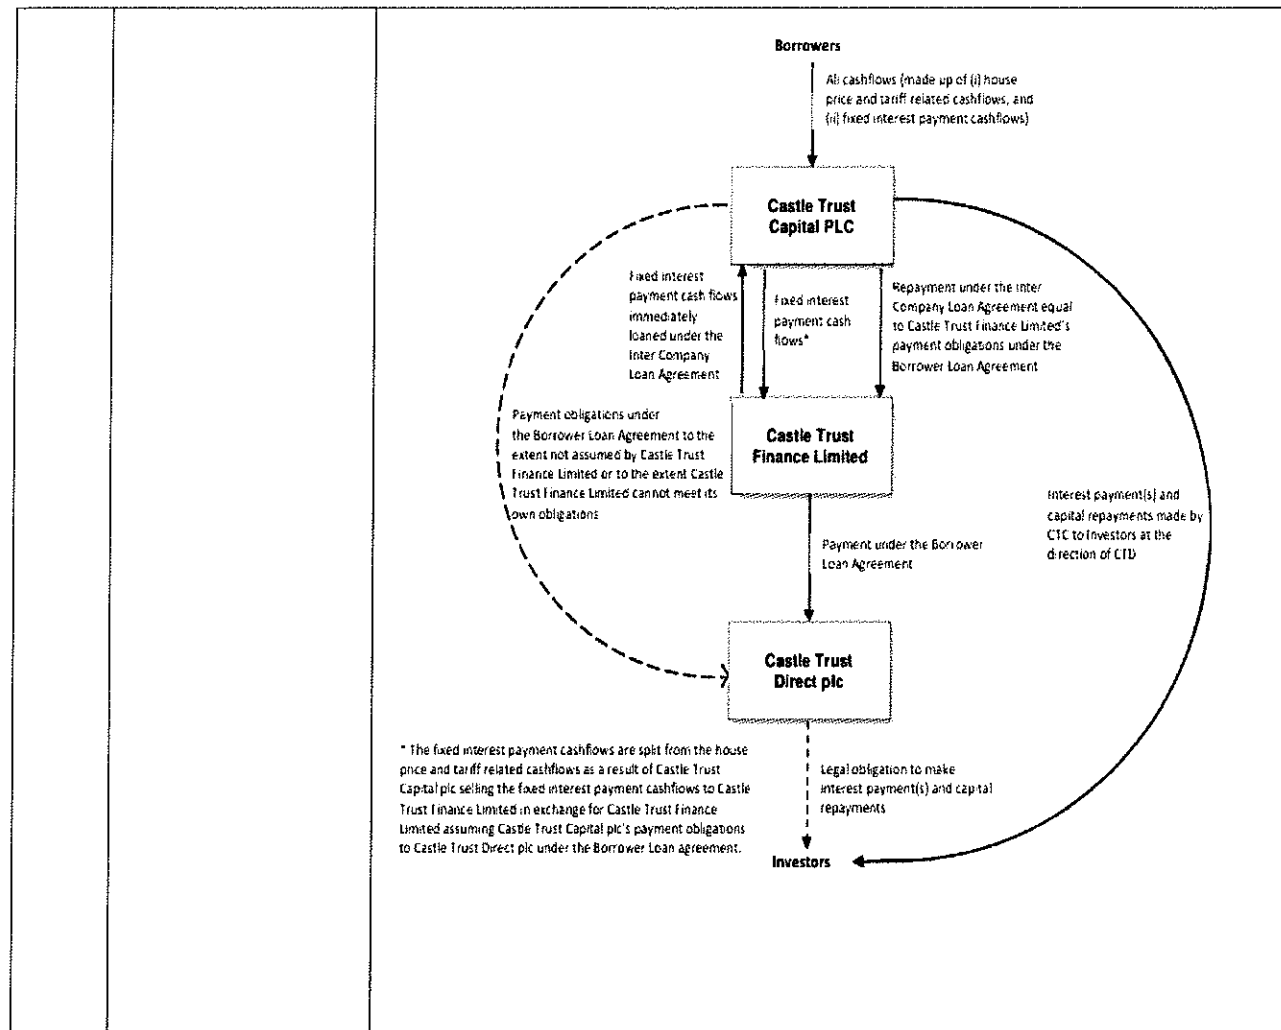 Borrowers
All cashflows (made up of (i) house
price and tariff related cashflows, and
(ii) fixed interest payment cashflows)
Castle Trust
Capital PLC
Fixed interest
payment cash flows
immediately
loaned under the
Inter Company
Loan Agreement
Fixed interest
payment cash
flows*
Repayment under the Inter
Company Loan Agreement equal
to Castle Trust Finance Limited's
payment obligations under the
Borrower Loan Agreement
Payment obligations under
the Borrower Loan Agreement to the
extent not assumed by Castle Trust
Finance Limited or to the extent Castle
Trust Finance Limited cannot meet its
own obligations
Castle Trust
Finance Limited
Interest payment(s) and
capital repayments made by
CTC to Investors at the
direction of CTD
Payment under the Borrower
Loan Agreement
Castle Trust
Direct plc
* The fixed interest payment cashflows are split from the house
price and tariff related cashflows as a result of Castle Trust
Capital plc selling the fixed interest payment cashflows to Castle
Trust Finance Limited in exchange for Castle Trust Finance
Limited assuming Castle Trust Capital plc's payment obligations
to Castle Trust Direct plc under the Borrower Loan agreement.
Legal obligation to make
interest payment(s) and capital
repayments
Investors